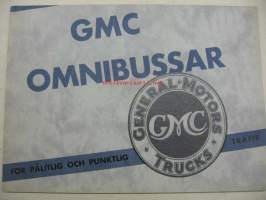 GMC
OMNIBUSSAR
GENERAL MOTORS
GMC
TRUCKS
FÖR PÅLITLIG OCH PUNKTLIG TRAFIK